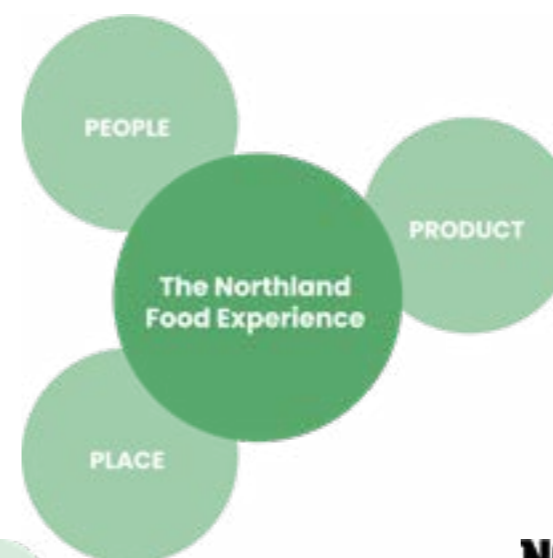 PEOPLE
PRODUCT
The Northland
Food Experience
PLACE